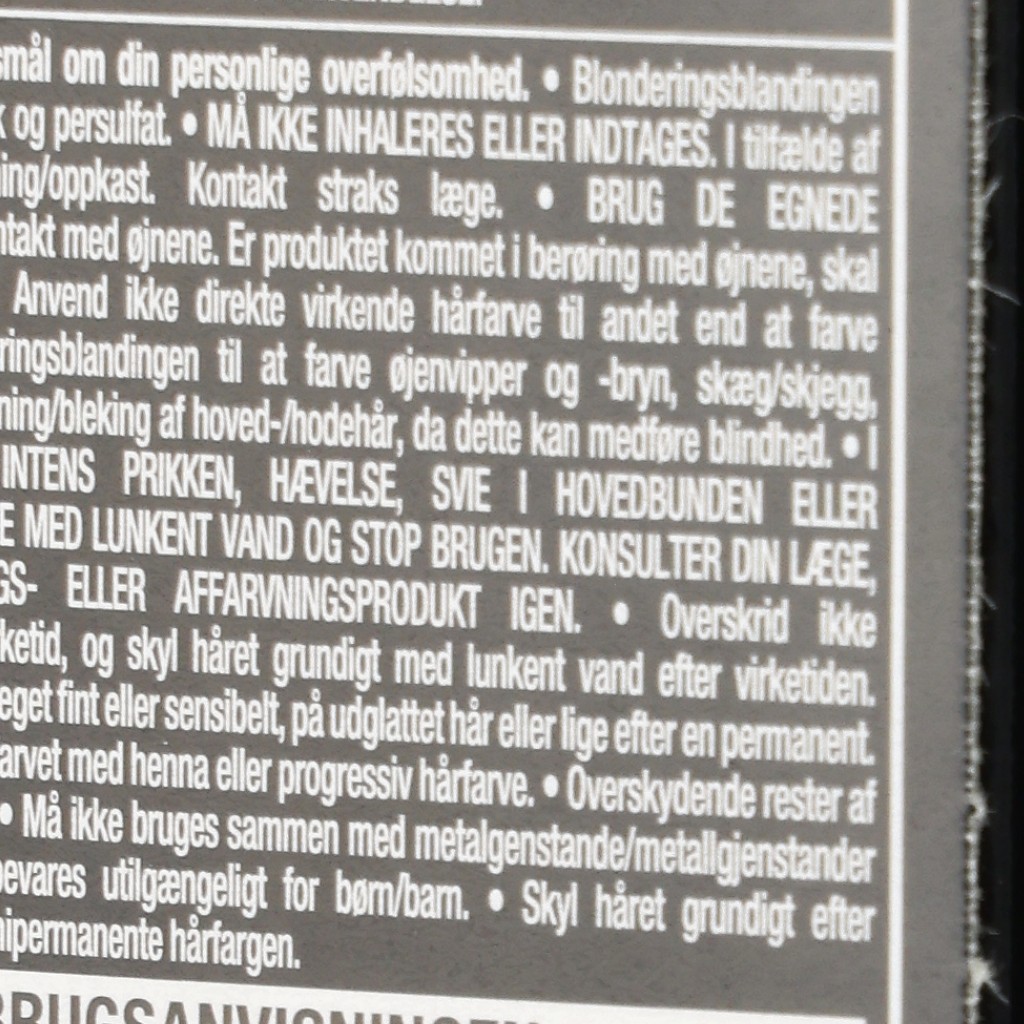 om din personlige overfølsomhed. • Blonderingsblandingen
og persulfat. • MÅ IKKE INHALERES ELLER INDTAGES. I tilfælde af
ing/oppkast. Kontakt straks læge. • BRUG DE EGNEDE
ntakt med øjnene. Er produktet kommet i berøring med øjnene, skal
Anvend ikke direkte virkende hårfarve til andet end at farve
ringsblandingen til at farve øjenvipper og -bryn, skæg/skjegg,
ning/bleking af hoved-/hodehår, da dette kan medføre blindhed. • I
INTENS PRIKKEN, HÆVELSE, SVIE I HOVEDBUNDEN ELLER
E MED LUNKENT VAND OG STOP BRUGEN. KONSULTER DIN LÆGE,
GS- ELLER AFFARVNINGSPRODUKT IGEN. • Overskrid ikke
ketid, og skyl håret grundigt med lunkent vand efter virketiden.
eget fint eller sensibelt, på udglattet hår eller lige efter en permanent.
arvet med henna eller progressiv hårfarve. • Overskydende rester af
• Må ikke bruges sammen med metalgenstande/metallgjenstander
evares utilgængeligt for børn/barn. • Skyl håret grundigt efter
ipermanente hårfargen.
BRUGSANVISNINGEN